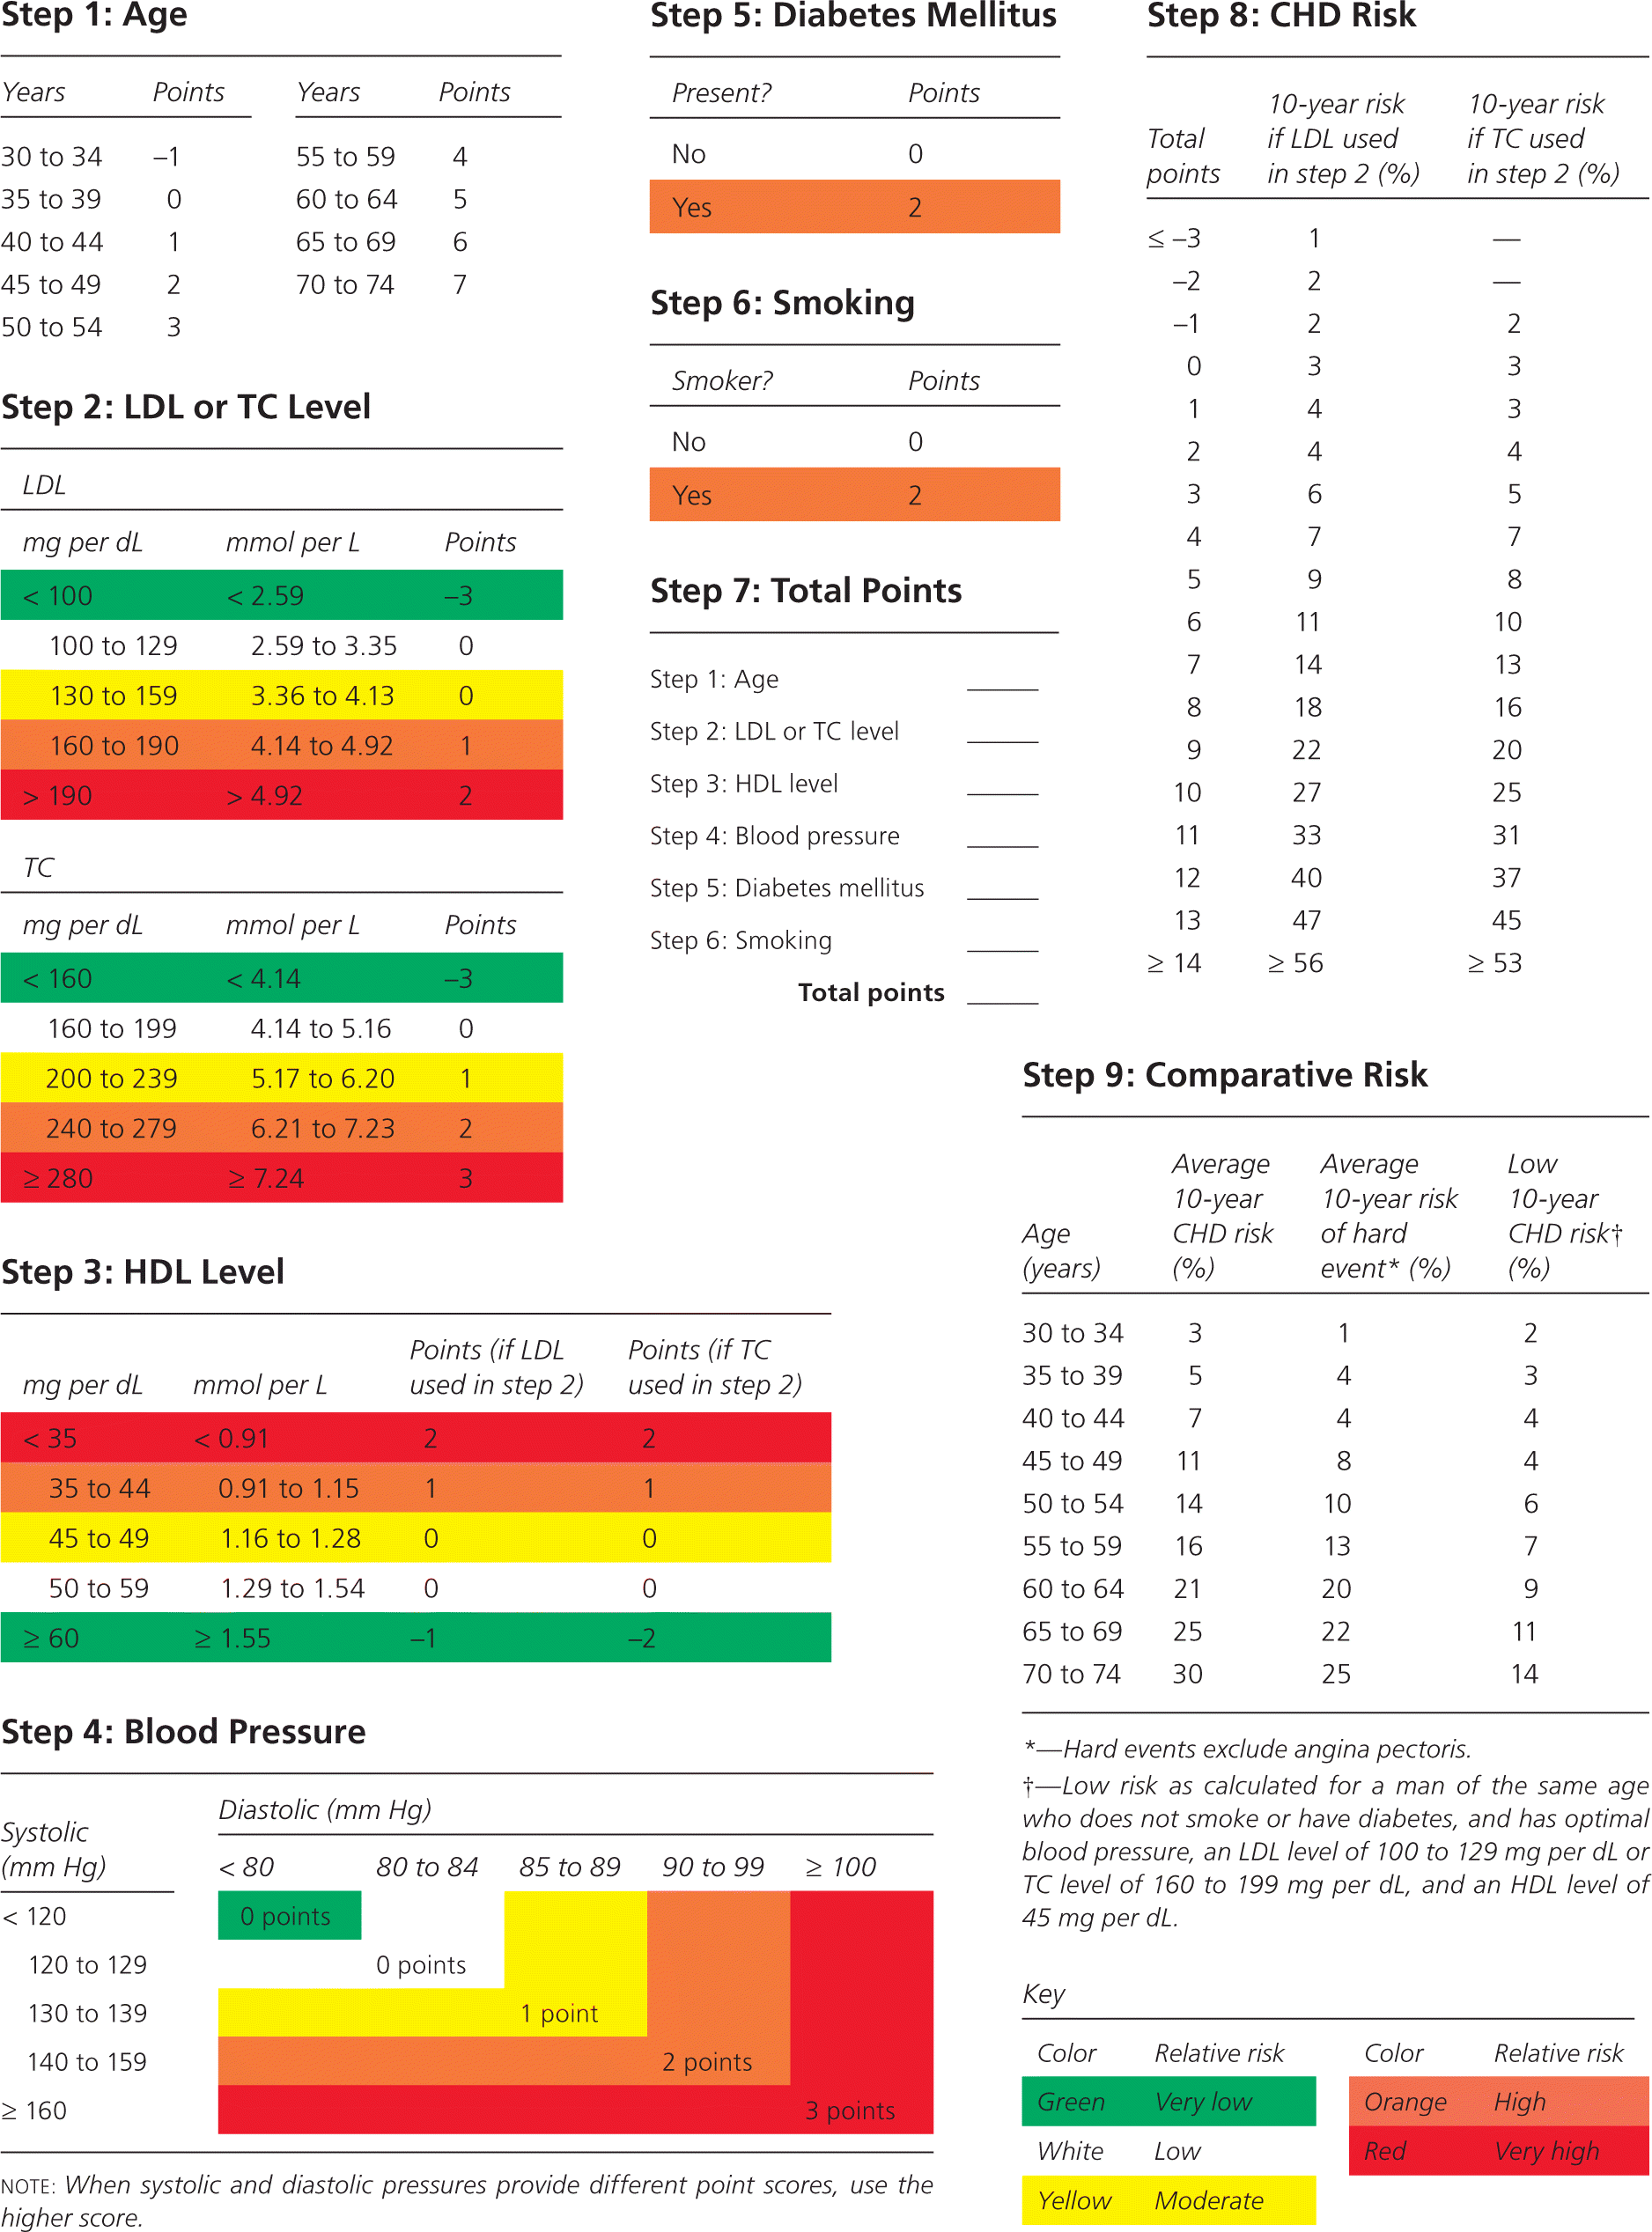 Step 1: Age
Years Points Years Points
30 to 34 –1 55 to 59 4
35 to 39 0 60 to 64 5
40 to 44 1 65 to 69 6
45 to 49 2 70 to 74 7
50 to 54 3
Step 2: LDL or TC Level
LDL
mg per dL mmol per L Points
< 100 < 2.59 –3
100 to 129 2.59 to 3.35 0
130 to 159 3.36 to 4.13 0
160 to 190 4.14 to 4.92 1
> 190 > 4.92 2
TC
mg per dL mmol per L Points
< 160 < 4.14 –3
160 to 199 4.14 to 5.16 0
200 to 239 5.17 to 6.20 1
240 to 279 6.21 to 7.23 2
≥ 280 ≥ 7.24 3
Step 3: HDL Level
Points (if LDL Points (if TC
mg per dL mmol per L used in step 2) used in step 2)
< 35 < 0.91 2 2
35 to 44 0.91 to 1.15 1 1
45 to 49 1.16 to 1.28 0 0
50 to 59 1.29 to 1.54 0 0
≥ 60 ≥ 1.55 –1 –2
Step 4: Blood Pressure
Diastolic (mm Hg)
Systolic
(mm Hg) < 80 80 to 84 85 to 89 90 to 99 ≥ 100
< 120 0 points
120 to 129 0 points
130 to 139 1 point
140 to 159 2 points
≥ 160 3 points
NOTE: When systolic and diastolic pressures provide different point scores, use the
higher score.
Step 5: Diabetes Mellitus
Present? Points
No 0
Yes 2
Step 6: Smoking
Smoker? Points
No 0
Yes 2
Step 7: Total Points
Step 1: Age
Step 2: LDL or TC level
Step 3: HDL level
Step 4: Blood pressure
Step 5: Diabetes mellitus
Step 6: Smoking
Total points
Step 8: CHD Risk
10-year risk 10-year risk
Total if LDL used if TC used
points in step 2 (%) in step 2 (%)
≤ –3 1 —
–2 2 —
–1 2 2
0 3 3
1 4 3
2 4 4
3 6 5
4 7 7
5 9 8
6 11 10
7 14 13
8 18 16
9 22 20
10 27 25
11 33 31
12 40 37
13 47 45
≥ 14 ≥ 56 ≥ 53
Step 9: Comparative Risk
Average Average Low
10-year 10-year risk 10-year
Age CHD risk of hard CHD risk†
(years) (%) event* (%) (%)
30 to 34 3 1 2
35 to 39 5 4 3
40 to 44 7 4 4
45 to 49 11 8 4
50 to 54 14 10 6
55 to 59 16 13 7
60 to 64 21 20 9
65 to 69 25 22 11
70 to 74 30 25 14
*—Hard events exclude angina pectoris.
†—Low risk as calculated for a man of the same age
who does not smoke or have diabetes, and has optimal
blood pressure, an LDL level of 100 to 129 mg per dL or
TC level of 160 to 199 mg per dL, and an HDL level of
45 mg per dL.
Key
Color Relative risk Color Relative risk
Green Very low Orange High
White Low Red Very high
Yellow Moderate